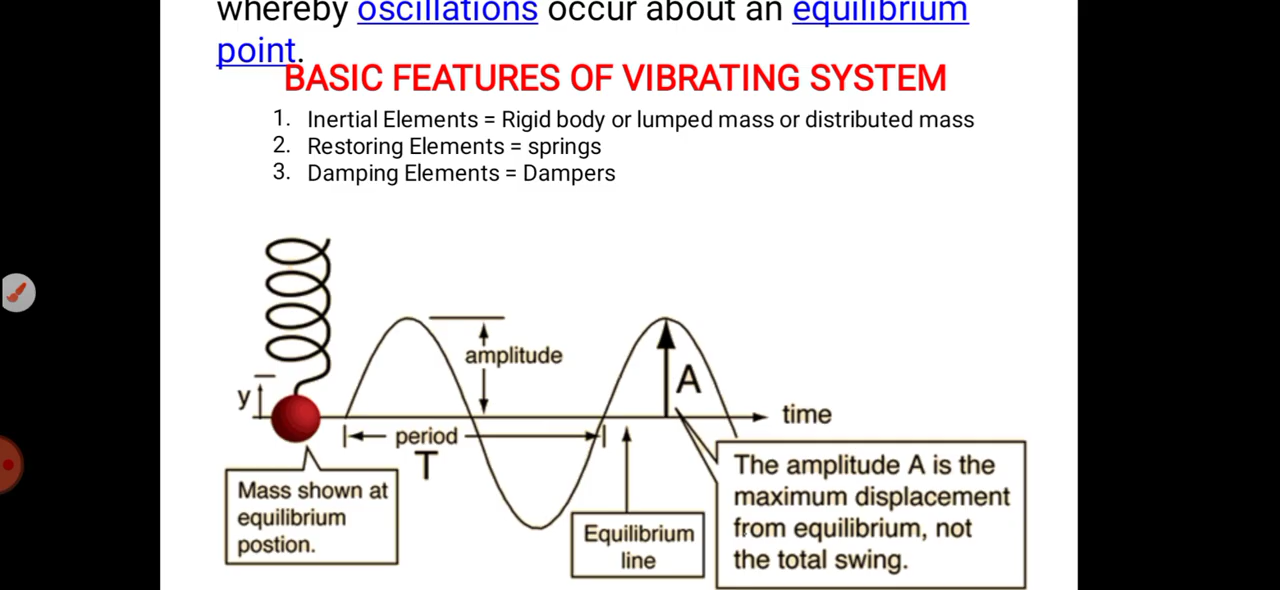 whereby oscillations occur about an equilibrium
point.
BASIC FEATURES OF VIBRATING SYSTEM
1. Inertial Elements = Rigid body or lumped mass or distributed mass
2. Restoring Elements = springs
3. Damping Elements = Dampers
amplitude
y
A
time
period
T
Mass shown at
equilibrium
postion.
Equilibrium
line
The amplitude A is the
maximum displacement
from equilibrium, not
the total swing.